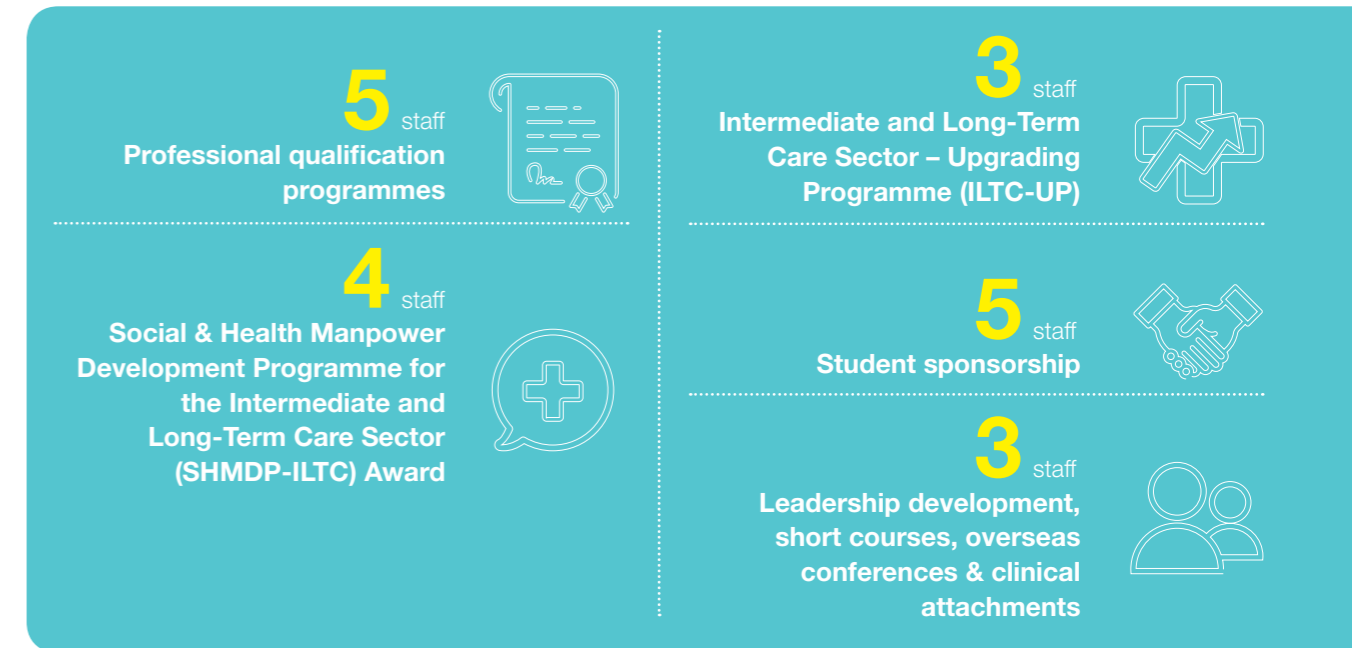 5 staff
Professional qualification
programmes
4 staff
Social & Health Manpower
Development Programme for
the Intermediate and
Long-Term Care Sector
(SHMDP-ILTC) Award
3 staff
Intermediate and Long-Term
Care Sector – Upgrading
Programme (ILTC-UP)
5 staff
Student sponsorship
3 staff
Leadership development,
short courses, overseas
conferences & clinical
attachments